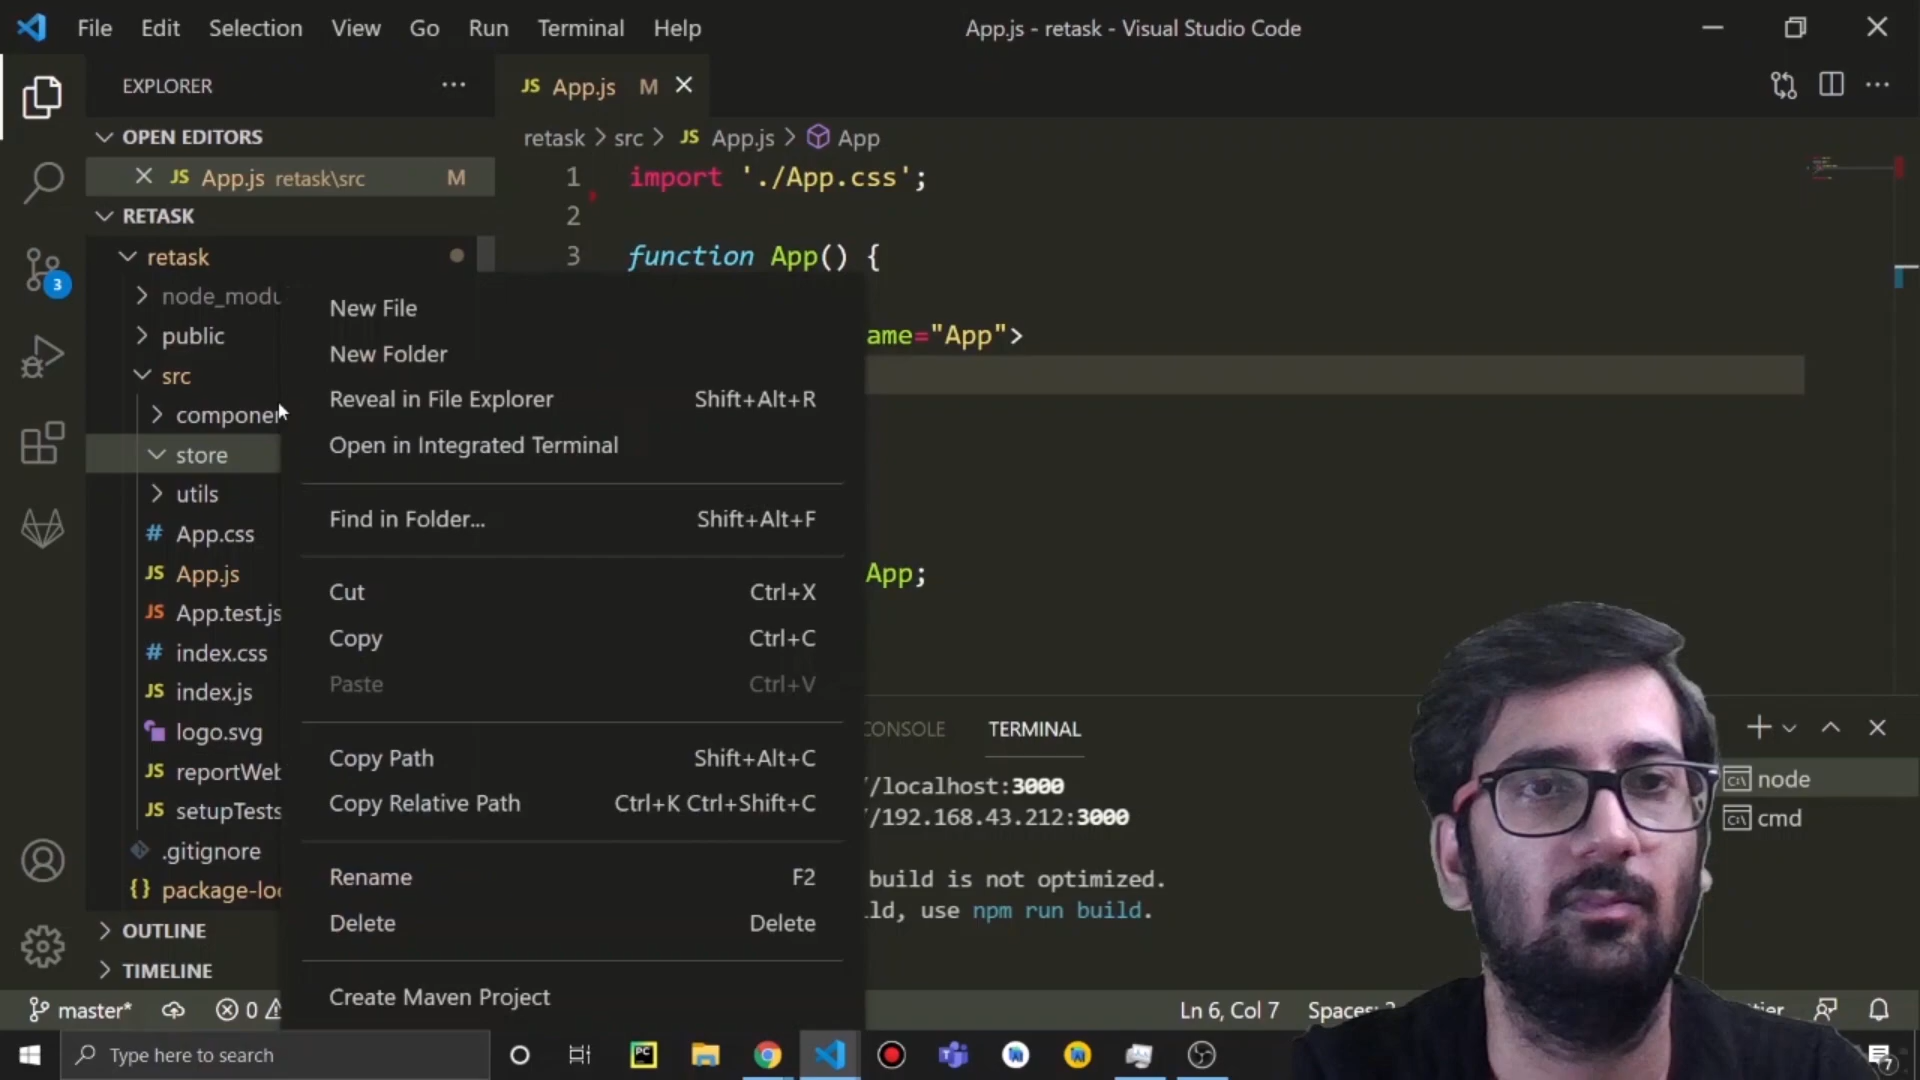 File Edit Selection View Go Run Terminal Help
App.js - retask - Visual Studio Code
EXPLORER
OPEN EDITORS
JS App.js retask\src M
RETASK
retask
node_modu
public
src
componen
store
utils
# App.css
JS App.js
JS App.test.js
# index.css
JS index.js
logo.svg
JS reportWeb
JS setupTests
.gitignore
{} package-loc
OUTLINE
TIMELINE
3
JS App.js M
retask > src > JS App.js > App
1 import './App.css';
2
3 function App() {
ame="App">
App;
New File
New Folder
Reveal in File Explorer Shift+Alt+R
Open in Integrated Terminal
Find in Folder... Shift+Alt+F
Cut Ctrl+X
Copy Ctrl+C
Paste Ctrl+V
Copy Path Shift+Alt+C
Copy Relative Path Ctrl+K Ctrl+Shift+C
Rename F2
Delete Delete
Create Maven Project
CONSOLE TERMINAL
//localhost:3000
/192.168.43.212:3000
build is not optimized.
ld, use npm run build.
node
cmd
master* 0
Ln 6, Col 7 Spaces:
Type here to search
PC
7